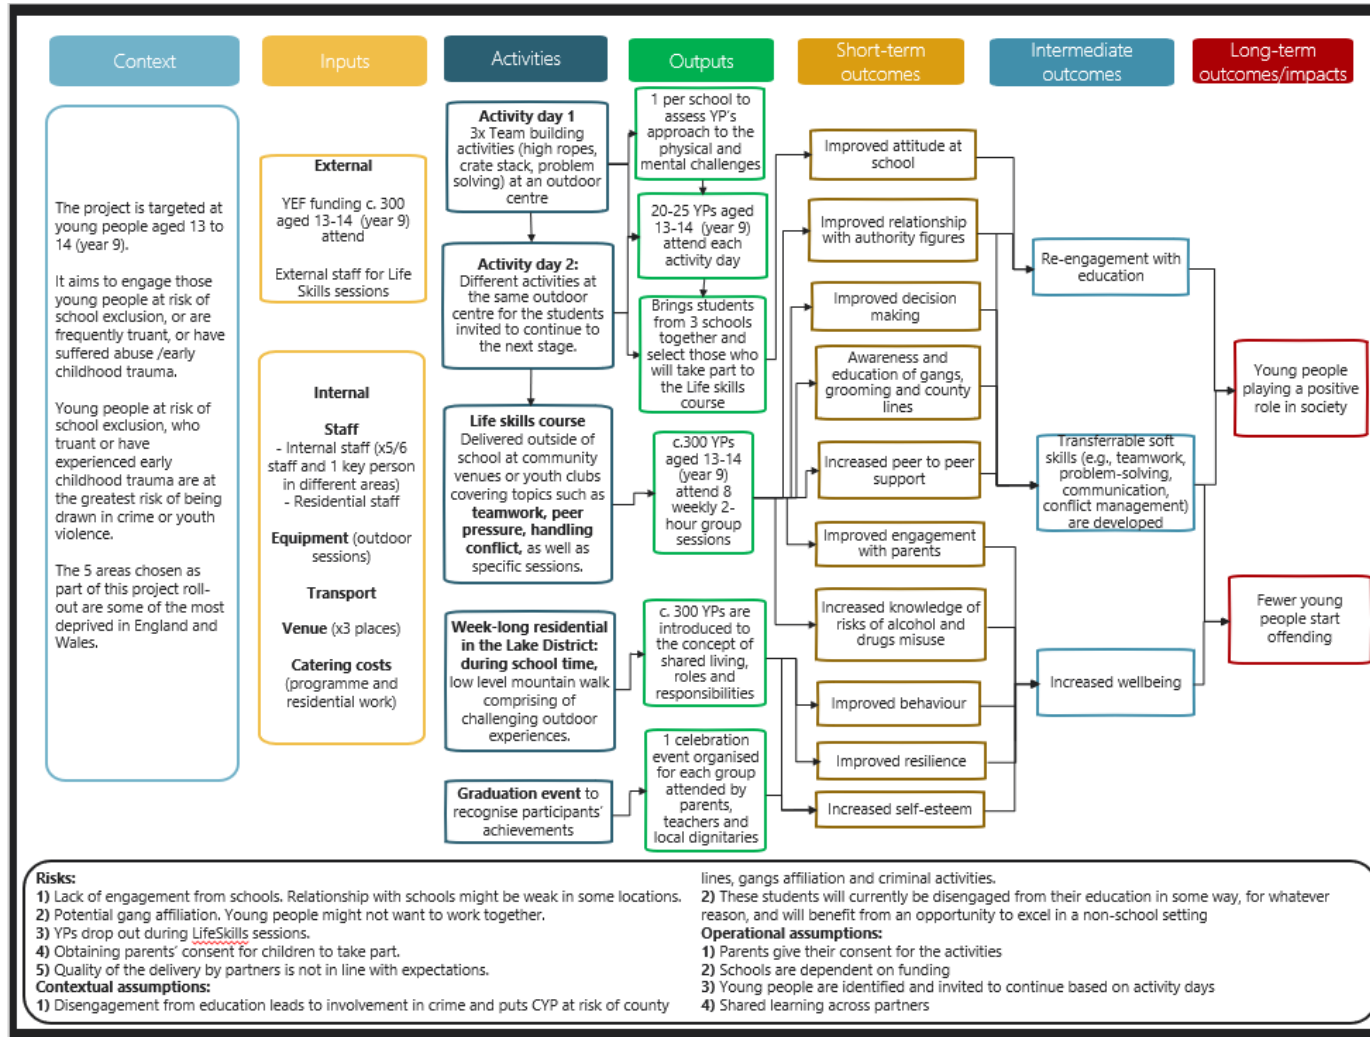 Context
Inputs
Activities
Outputs
Short-term
outcomes
Intermediate
outcomes
Long-term
outcomes/impacts
The project is targeted at
young people aged 13 to
14 (year 9).
It aims to engage those
young people at risk of
school exclusion, or are
frequently truant, or have
suffered abuse /early
childhood trauma.
Young people at risk of
school exclusion, who
truant or have
experienced early
childhood trauma are at
the greatest risk of being
drawn in crime or youth
violence.
The 5 areas chosen as
part of this project roll-
out are some of the most
deprived in England and
Wales.
External
YEF funding c. 300
aged 13-14 (year 9)
attend
External staff for Life
Skills sessions
Internal
Staff
- Internal staff (x5/6
staff and 1 key person
in different areas)
- Residential staff
Equipment (outdoor
sessions)
Transport
Venue (x3 places)
Catering costs
(programme and
residential work)
Activity day 1
3x Team building
activities (high ropes,
crate stack, problem
solving) at an outdoor
centre
Activity day 2:
Different activities at
the same outdoor
centre for the students
invited to continue to
the next stage.
Life skills course
Delivered outside of
school at community
venues or youth clubs
covering topics such as
teamwork, peer
pressure, handling
conflict, as well as
specific sessions.
Week-long residential
in the Lake District:
during school time,
low level mountain walk
comprising of
challenging outdoor
experiences.
Graduation event to
recognise participants'
achievements
1 per school to
assess YP's
approach to the
physical and
mental challenges
20-25 YPs aged
13-14 (year 9)
attend each
activity day
Brings students
from 3 schools
together and
select those who
will take part to
the Life skills
course
c.300 YPs
aged 13-14
(year 9)
attend 8
weekly 2-
hour group
sessions
c. 300 YPs are
introduced to
the concept of
shared living,
roles and
responsibilities
1 celebration
event organised
for each group
attended by
parents,
teachers and
local dignitaries
Improved attitude at
school
Improved relationship
with authority figures
Improved decision
making
Awareness and
education of gangs,
grooming and county
lines
Increased peer to peer
support
Improved engagement
with parents
Increased knowledge of
risks of alcohol and
drugs misuse
Improved behaviour
Improved resilience
Increased self-esteem
Re-engagement with
education
Transferrable soft
skills (e.g., teamwork,
problem-solving,
communication,
conflict management)
are developed
Increased wellbeing
Young people
playing a positive
role in society
Fewer young
people start
offending
Risks:
1) Lack of engagement from schools. Relationship with schools might be weak in some locations.
2) Potential gang affiliation. Young people might not want to work together.
3) YPs drop out during LifeSkills sessions.
4) Obtaining parents' consent for children to take part.
5) Quality of the delivery by partners is not in line with expectations.
Contextual assumptions:
1) Disengagement from education leads to involvement in crime and puts CYP at risk of county
lines, gangs affiliation and criminal activities.
2) These students will currently be disengaged from their education in some way, for whatever
reason, and will benefit from an opportunity to excel in a non-school setting
Operational assumptions:
1) Parents give their consent for the activities
2) Schools are dependent on funding
3) Young people are identified and invited to continue based on activity days
4) Shared learning across partners